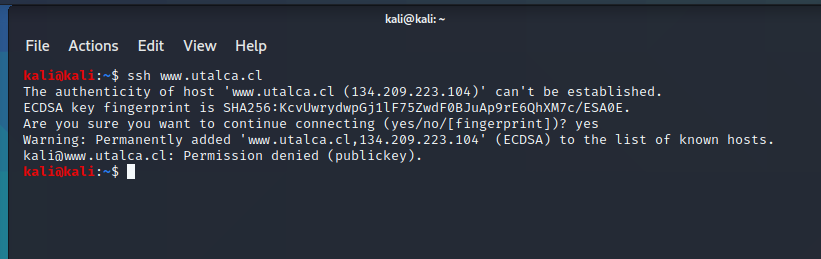 kali@kali: ~
File Actions Edit View Help
kali@kali:~$ ssh www.utalca.cl
The authenticity of host 'www.utalca.cl (134.209.223.104)' can't be established.
ECDSA key fingerprint is SHA256:KcvUwrydwpGj1lF75ZwdF0BJuAp9rE6QhXM7c/ESA0E.
Are you sure you want to continue connecting (yes/no/[fingerprint])? yes
Warning: Permanently added 'www.utalca.cl,134.209.223.104' (ECDSA) to the list of known hosts.
kali@www.utalca.cl: Permission denied (publickey).
kali@kali:~$